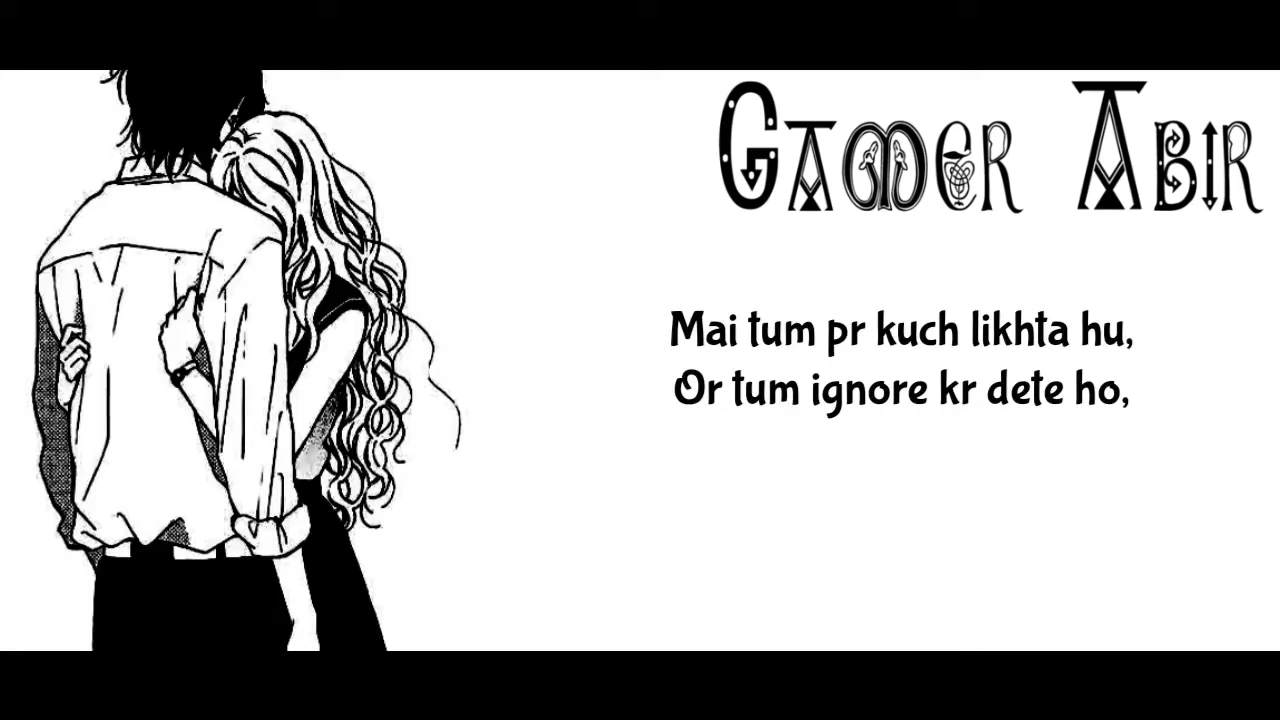 Gamer Abir
Mai tum pr kuch likhta hu,
Or tum ignore kr dete ho,